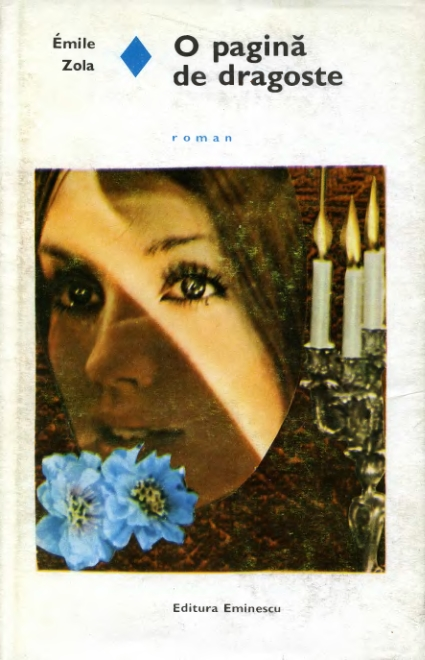 Émile
Zola
O pagină
de dragoste
roman
Editura Eminescu